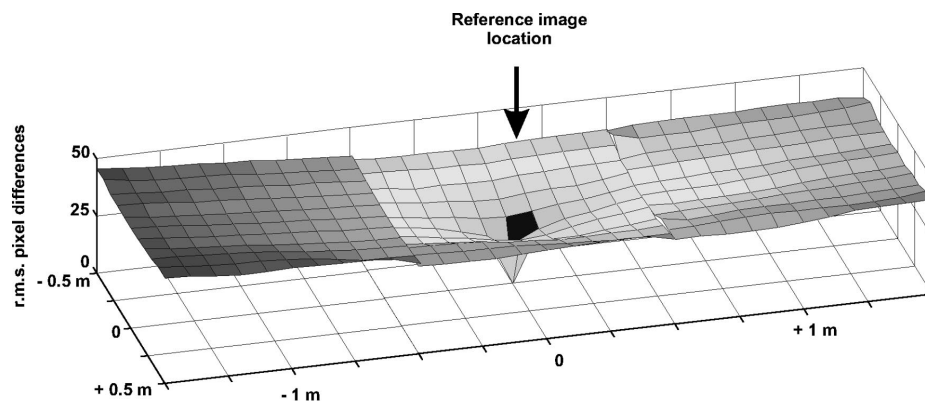 Reference image
location
r.m.s. pixel differences
50
25
0
- 0.5 m
0
+ 0.5 m
- 1 m
0
+ 1 m